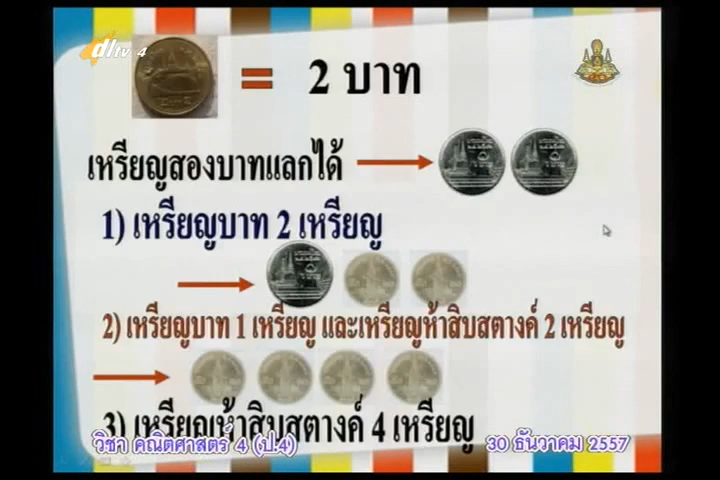 dltv 4
= 2 บาท
เหรียญสองบาทแลกได้
1) เหรียญบาท 2 เหรียญ
2) เหรียญบาท 1 เหรียญ และเหรียญห้าสิบสตางค์ 2 เหรียญ
3) เหรียญห้าสิบสตางค์ 4 เหรียญ
วิชา คณิตศาสตร์ 4 (ป.4)
30 ธันวาคม 2557